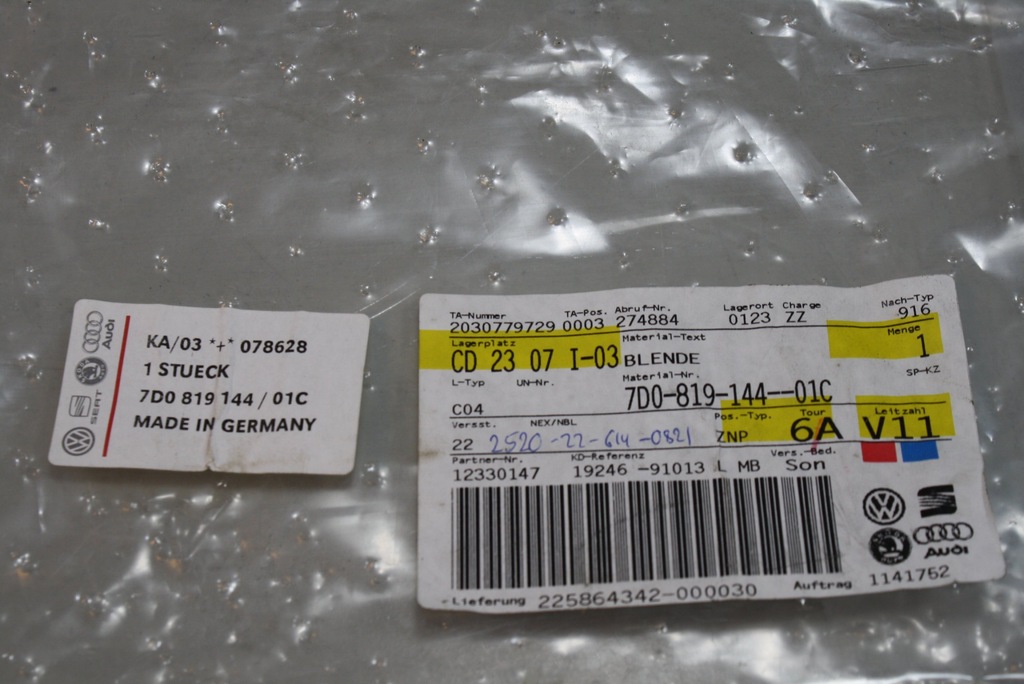 Audi
SEAT
KA/03 *+* 078628
1 STUECK
7D0 819 144 / 01C
MADE IN GERMANY
TA-Nummer TA-Pos. Abruf-Nr. Lagerort Charge Nach-Typ
2030779729 0003 274884 0123 ZZ 916
Lagerplatz Material-Text Menge
CD 23 07 I-03 BLENDE 1
L-Typ UN-Nr. Material-Nr. SP-KZ
C04 7D0-819-144--01C
Versst. NEX/NBL Pos.-Typ. Tour Leitzahl
22 2520-22-614-0821 ZNP 6A V11
Partner-Nr. KD-Referenz Vers.-Bed.
12330147 19246 -91013 L MB Son
Audi
Lieferung 225864342-000030 Auftrag 1141752